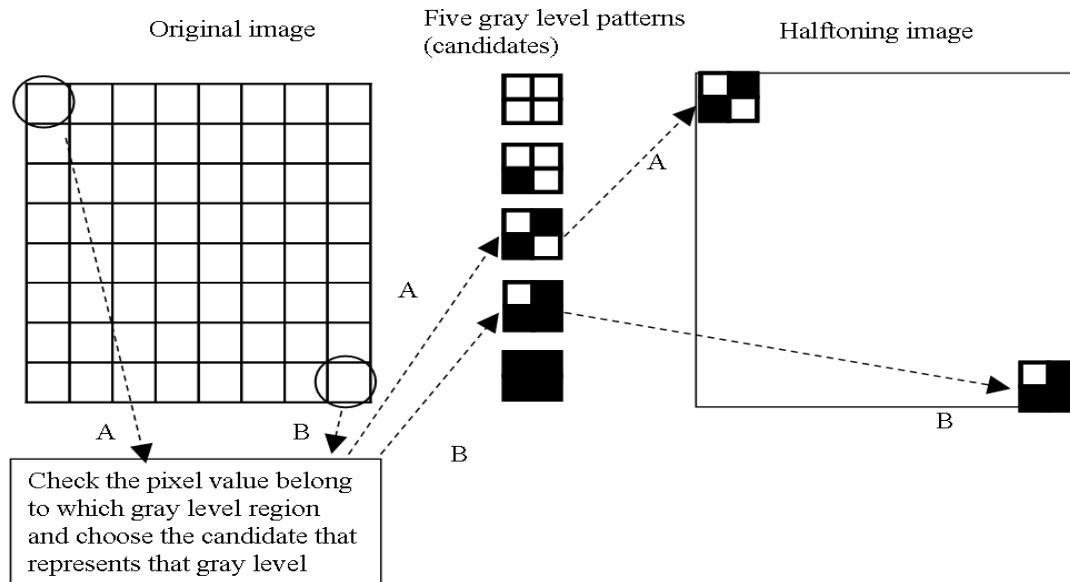 Original image
Five gray level patterns
(candidates)
Halftoning image
A
A
A
B
B
B
Check the pixel value belong
to which gray level region
and choose the candidate that
represents that gray level